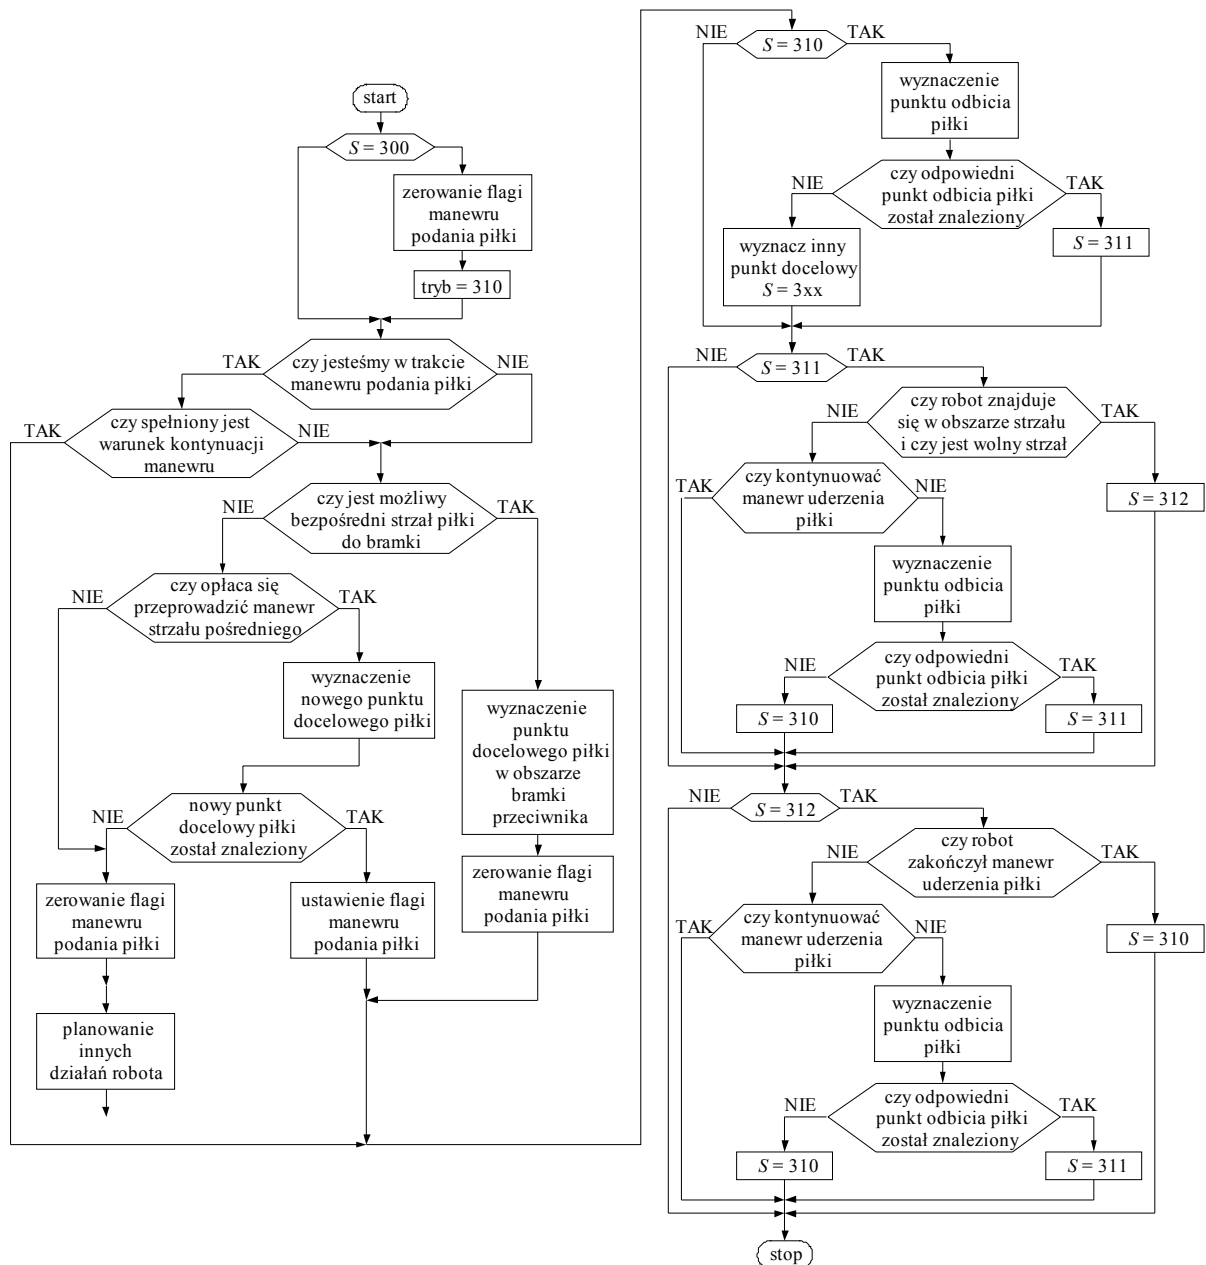 start
S = 300
zerowanie flagi
manewru
podania piłki
tryb = 310
TAK
czy jesteśmy w trakcie
manewru podania piłki
NIE
TAK
czy spełniony jest
warunek kontynuacji
manewru
NIE
NIE
czy jest możliwy
bezpośredni strzał piłki
do bramki
TAK
NIE
czy opłaca się
przeprowadzić manewr
strzału pośredniego
TAK
wyznaczenie
nowego punktu
docelowego piłki
wyznaczenie
punktu
docelowego piłki
w obszarze
bramki
przeciwnika
NIE
nowy punkt
docelowy piłki
został znaleziony
TAK
zerowanie flagi
manewru
podania piłki
ustawienie flagi
manewru
podania piłki
zerowanie flagi
manewru
podania piłki
planowanie
innych
działań robota
NIE
S = 310
TAK
wyznaczenie
punktu odbicia
piłki
NIE
czy odpowiedni
punkt odbicia piłki
został znaleziony
TAK
wyznacz inny
punkt docelowy
S = 3xx
S = 311
NIE
S = 311
TAK
NIE
czy robot znajduje
się w obszarze strzału
i czy jest wolny strzał
TAK
TAK
czy kontynuować
manewr uderzenia
piłki
NIE
S = 312
wyznaczenie
punktu odbicia
piłki
NIE
czy odpowiedni
punkt odbicia piłki
został znaleziony
TAK
S = 310
S = 311
NIE
S = 312
TAK
NIE
czy robot
zakończył manewr
uderzenia piłki
TAK
TAK
czy kontynuować
manewr uderzenia
piłki
NIE
S = 310
wyznaczenie
punktu odbicia
piłki
NIE
czy odpowiedni
punkt odbicia piłki
został znaleziony
TAK
S = 310
S = 311
stop